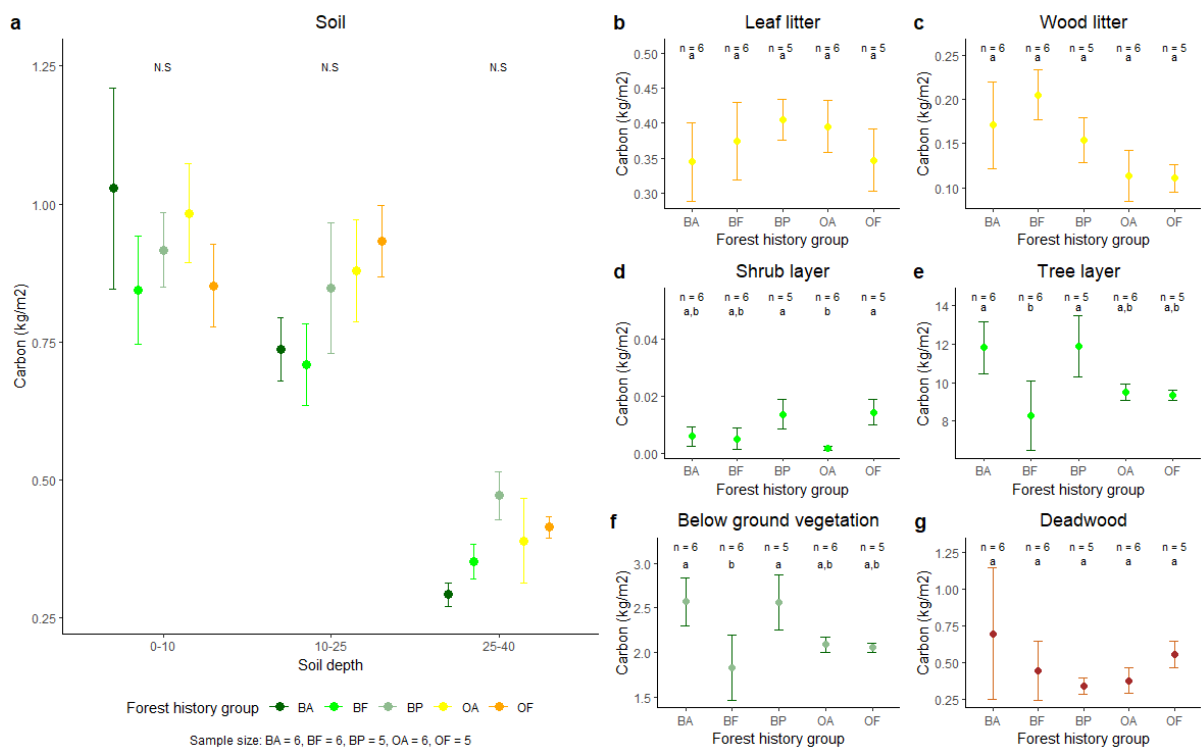 a
Soil
Carbon (kg/m2)
1.25
1.00
0.75
0.50
0.25
N.S N.S N.S
0-10 10-25 25-40
Soil depth
Forest history group BA BF BP OA OF
Sample size: BA = 6, BF = 6, BP = 5, OA = 6, OF = 5
b
Leaf litter
Carbon (kg/m2)
0.50
0.45
0.40
0.35
0.30
n = 6 n = 6 n = 5 n = 6 n = 5
a a a a a
BA BF BP OA OF
Forest history group
c
Wood litter
Carbon (kg/m2)
0.25
0.20
0.15
0.10
n = 6 n = 6 n = 5 n = 6 n = 5
a a a a a
BA BF BP OA OF
Forest history group
d
Shrub layer
Carbon (kg/m2)
0.04
0.02
0.00
n = 6 n = 6 n = 5 n = 6 n = 5
a,b a,b a b a
BA BF BP OA OF
Forest history group
e
Tree layer
Carbon (kg/m2)
14
12
10
8
n = 6 n = 6 n = 5 n = 6 n = 5
a b a a,b a,b
BA BF BP OA OF
Forest history group
f
Below ground vegetation
Carbon (kg/m2)
3.0
2.5
2.0
1.5
n = 6 n = 6 n = 5 n = 6 n = 5
a b a a,b a,b
BA BF BP OA OF
Forest history group
g
Deadwood
Carbon (kg/m2)
1.25
1.00
0.75
0.50
0.25
n = 6 n = 6 n = 5 n = 6 n = 5
a a a a a
BA BF BP OA OF
Forest history group